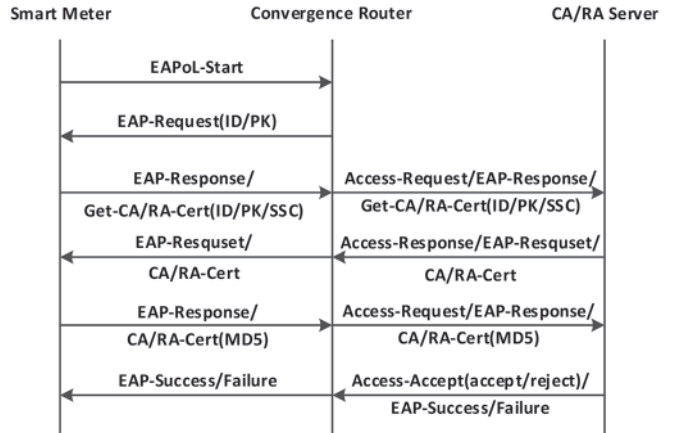 Smart Meter Convergence Router CA/RA Server
EAPoL-Start
EAP-Request(ID/PK)
EAP-Response/ Access-Request/EAP-Response/
Get-CA/RA-Cert(ID/PK/SSC) Get-CA/RA-Cert(ID/PK/SSC)
EAP-Resquset/ Access-Response/EAP-Resquset/
CA/RA-Cert CA/RA-Cert
EAP-Response/ Access-Request/EAP-Response/
CA/RA-Cert(MD5) CA/RA-Cert(MD5)
EAP-Success/Failure Access-Accept(accept/reject)/
EAP-Success/Failure